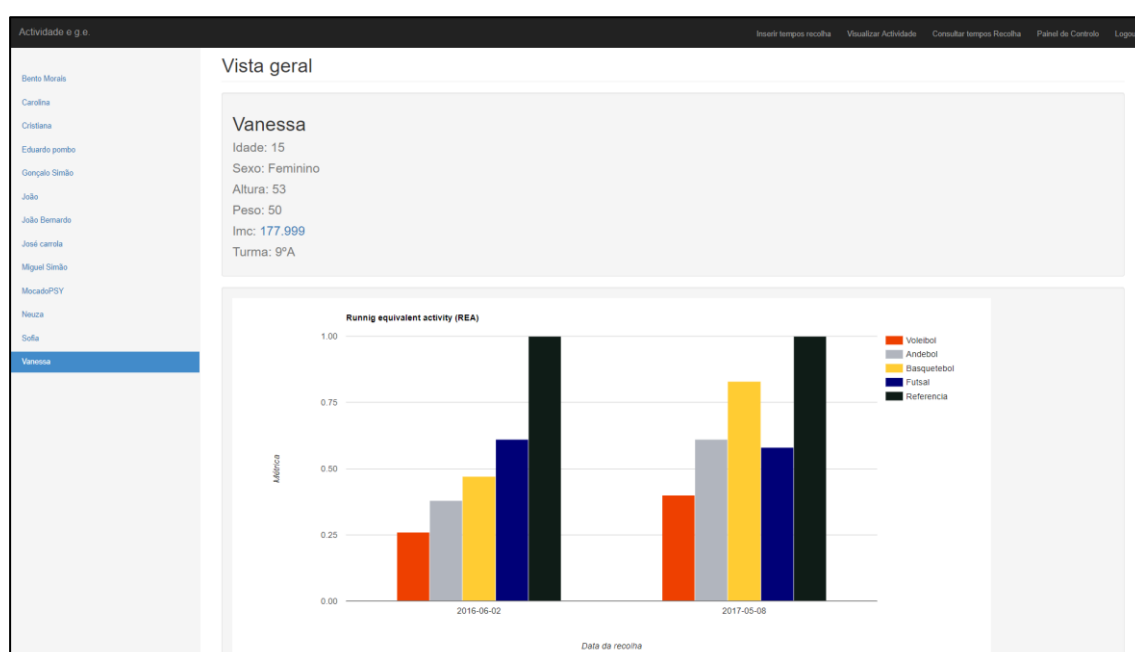 Actividade e g.e.
Inserir tempos recolha Visualizar Actividade Consultar tempos Recolha Painel de Controlo Logou
Bento Morais
Carolina
Cristiana
Eduardo pombo
Gonçalo Simão
João
João Bernardo
José carrola
Miguel Simão
MocadoPSY
Neuza
Sofia
Vanessa
Vista geral
Vanessa
Idade: 15
Sexo: Feminino
Altura: 53
Peso: 50
Imc: 177.999
Turma: 9ºA
Runnig equivalent activity (REA)
1.00
0.75
0.50
0.25
0.00
Métrica
2016-06-02 2017-05-08
Data da recolha
Voleibol
Andebol
Basquetebol
Futsal
Referencia